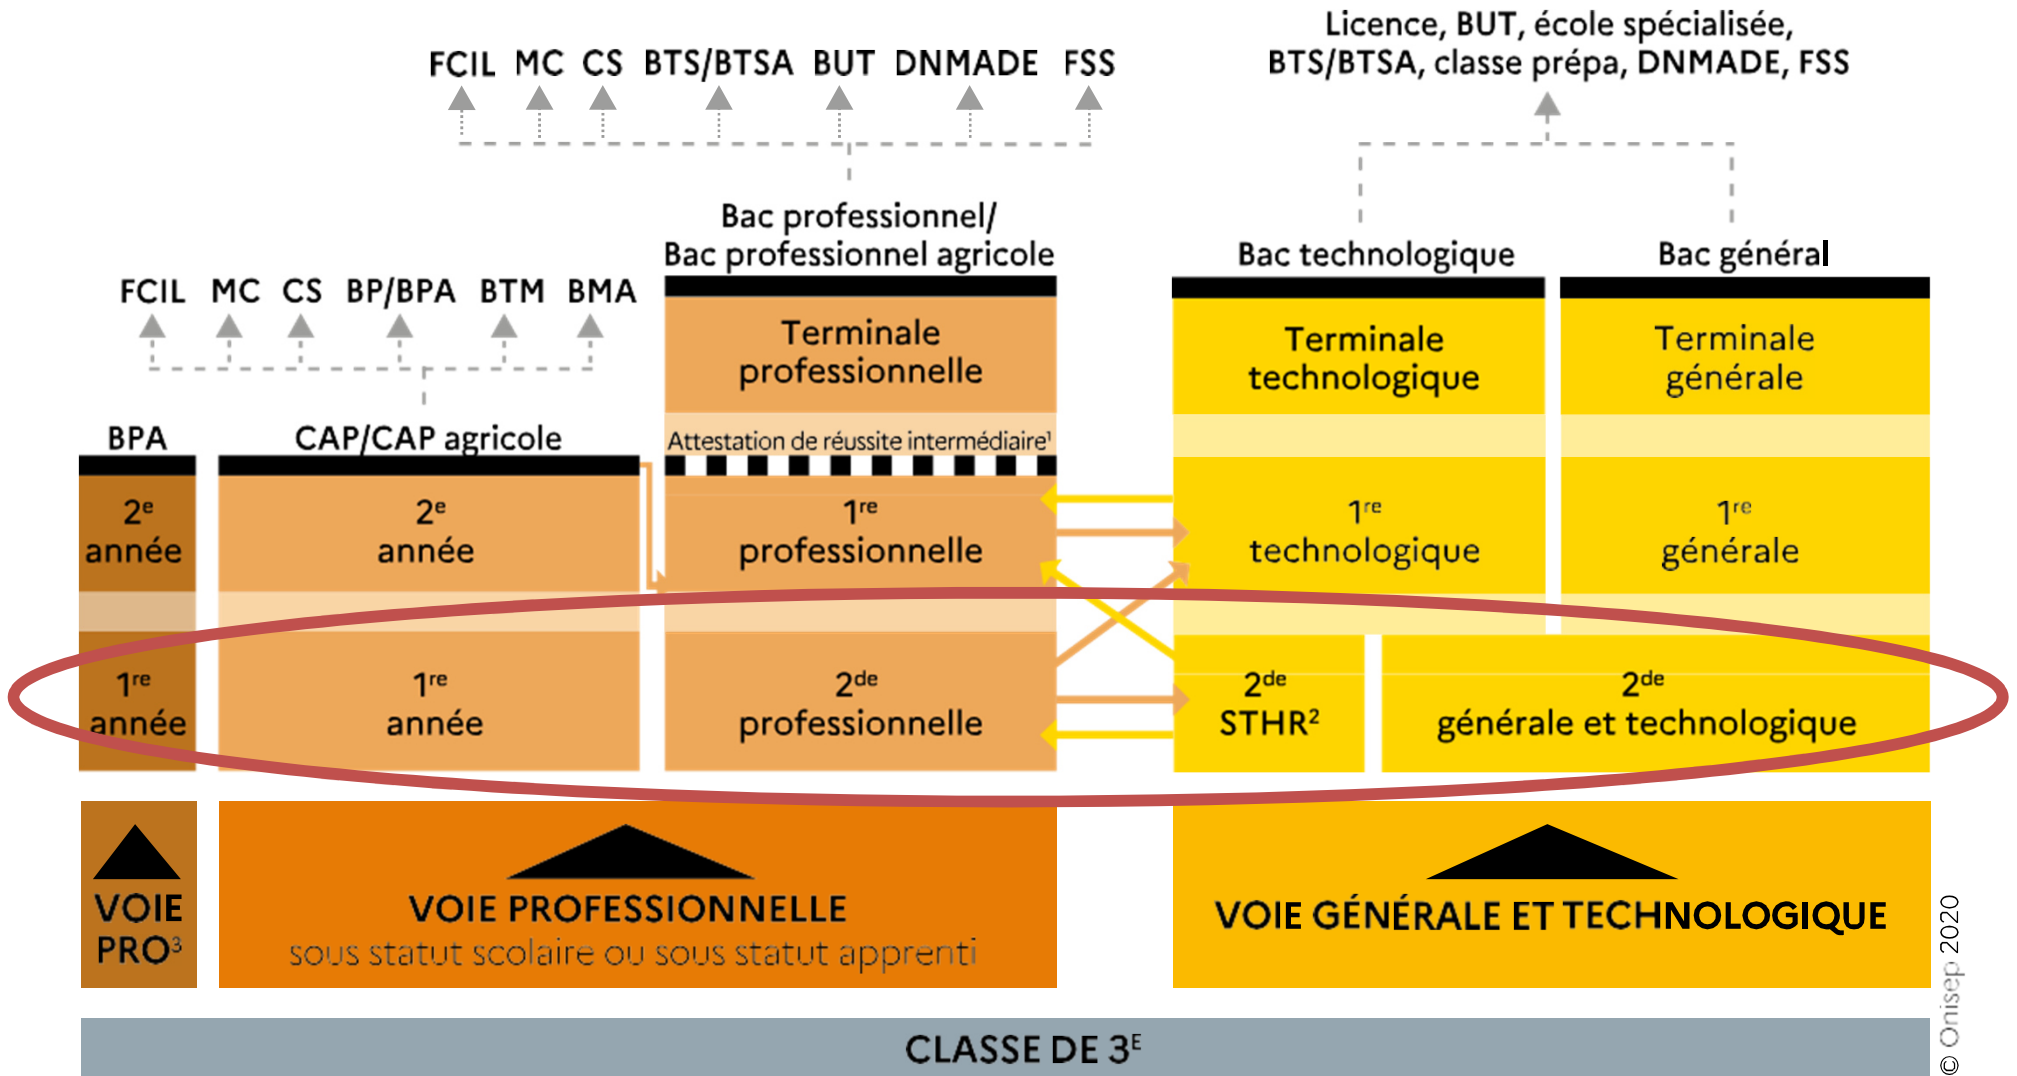 Licence, BUT, école spécialisée,
BTS/BTSA, classe prépa, DNMADE, FSS
FCIL MC CS BTS/BTSA BUT DNMADE FSS
Bac professionnel/
Bac professionnel agricole
Bac technologique
Bac général
FCIL MC CS BP/BPA BTM BMA
Terminale
professionnelle
Terminale
technologique
Terminale
générale
BPA
CAP/CAP agricole
Attestation de réussite intermédiaire¹
2e
année
2e
année
1re
professionnelle
1re
technologique
1re
générale
1re
année
1re
année
2de
professionnelle
2de
STHR²
2de
générale et technologique
VOIE
PRO³
VOIE PROFESSIONNELLE
sous statut scolaire ou sous statut apprenti
VOIE GÉNÉRALE ET TECHNOLOGIQUE
© Onisep 2020
CLASSE DE 3E